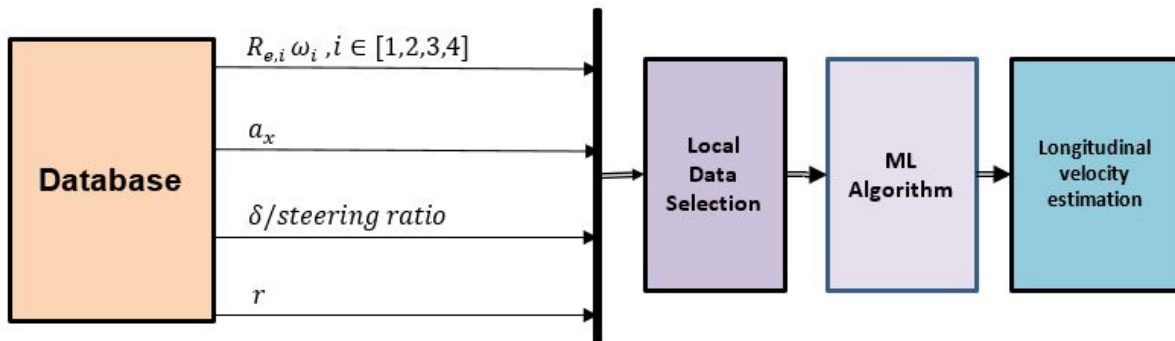 Database
R_{e,i} ω_i ,i ∈ [1,2,3,4]
a_x
δ/steering ratio
r
Local
Data
Selection
ML
Algorithm
Longitudinal
velocity
estimation